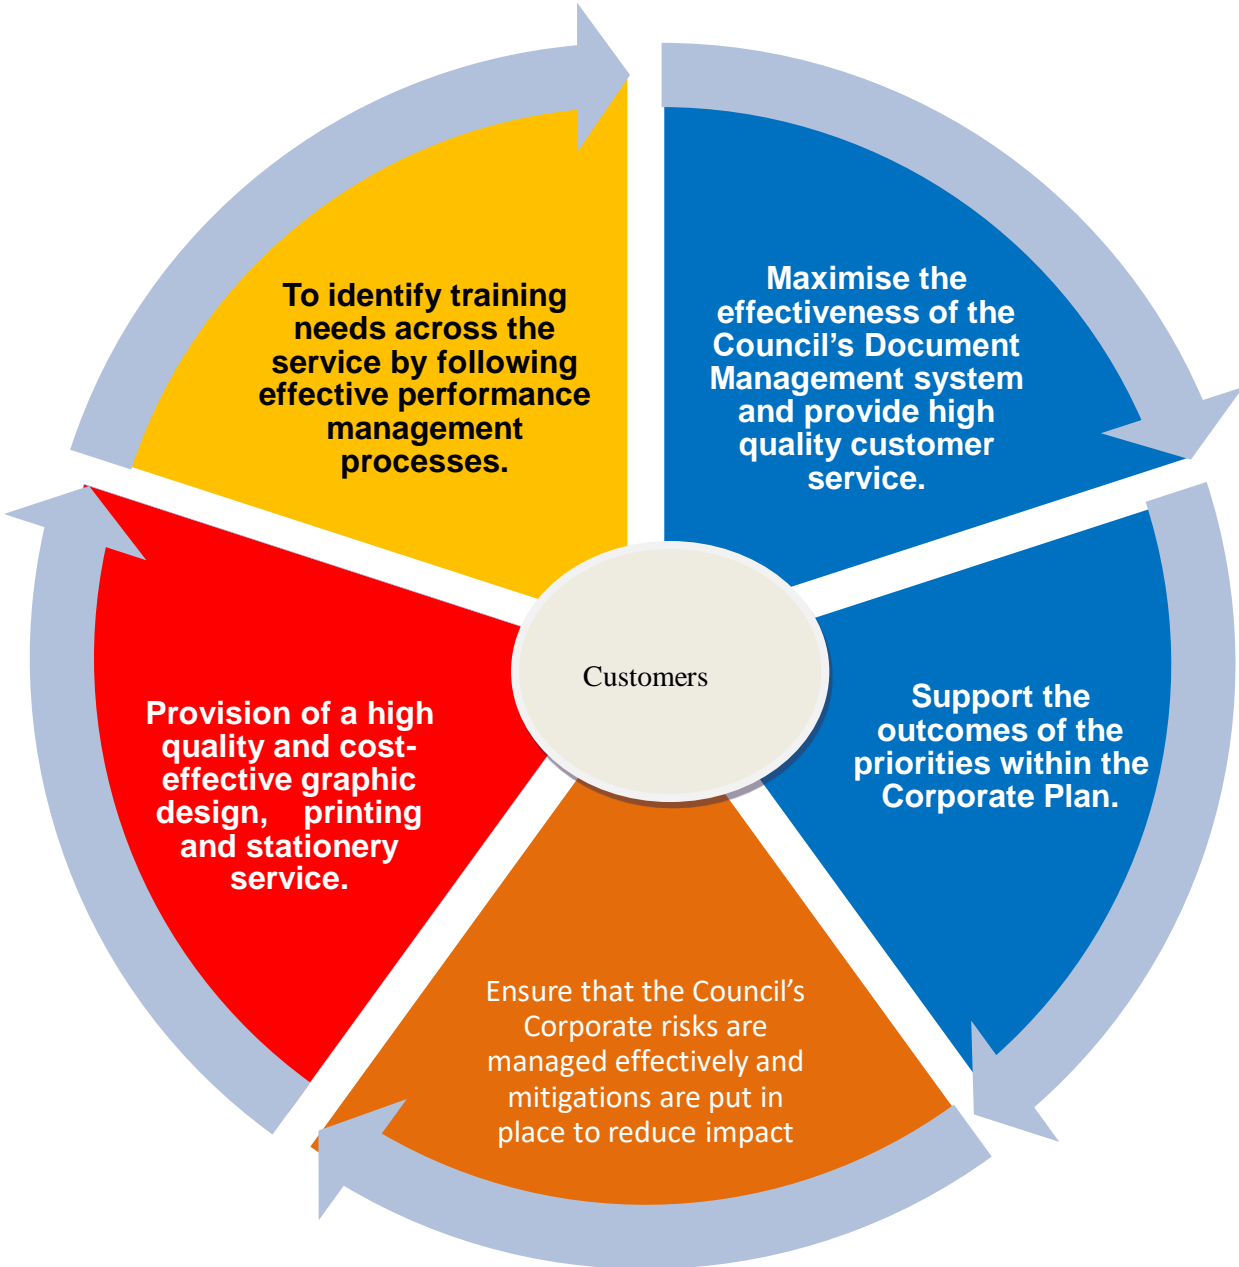 To identify training
needs across the
service by following
effective performance
management
processes.
Maximise the
effectiveness of the
Council’s Document
Management system
and provide high
quality customer
service.
Customers
Support the
outcomes of the
priorities within the
Corporate Plan.
Provision of a high
quality and cost-
effective graphic
design,    printing
and stationery
service.
Ensure that the Council’s
Corporate risks are
managed effectively and
mitigations are put in
place to reduce impact